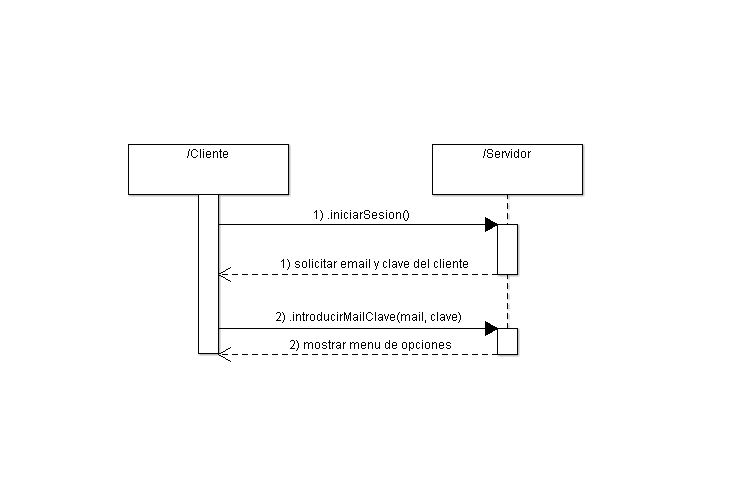 /Cliente
/Servidor
1) .iniciarSesion()
1) solicitar email y clave del cliente
2) .introducirMailClave(mail, clave)
2) mostrar menu de opciones